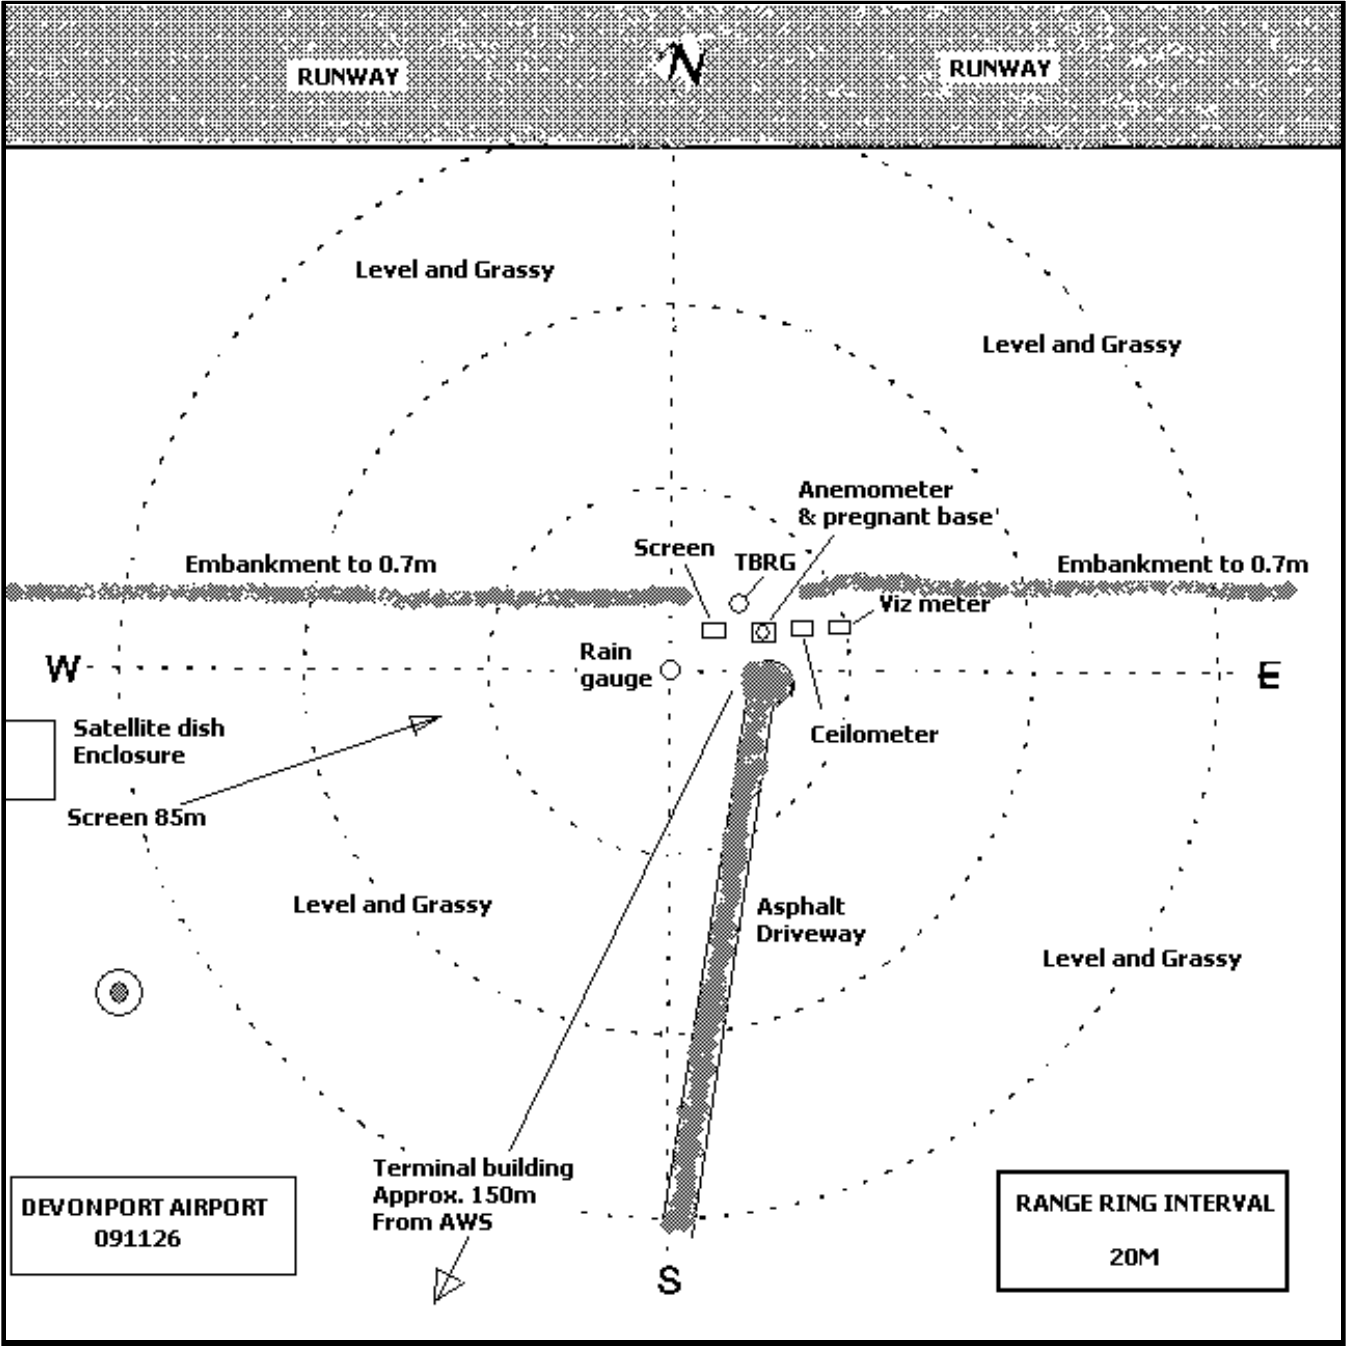 RUNWAY
N
RUNWAY
Level and Grassy
Level and Grassy
Anemometer
& pregnant base'
Screen
TBRG
Embankment to 0.7m
Embankment to 0.7m
Viz meter
W
Rain
gauge
E
Satellite dish
Enclosure
Ceilometer
Screen 85m
Level and Grassy
Asphalt
Driveway
Level and Grassy
Terminal building
Approx. 150m
From AWS
DEVONPORT AIRPORT
091126
RANGE RING INTERVAL
20M
S